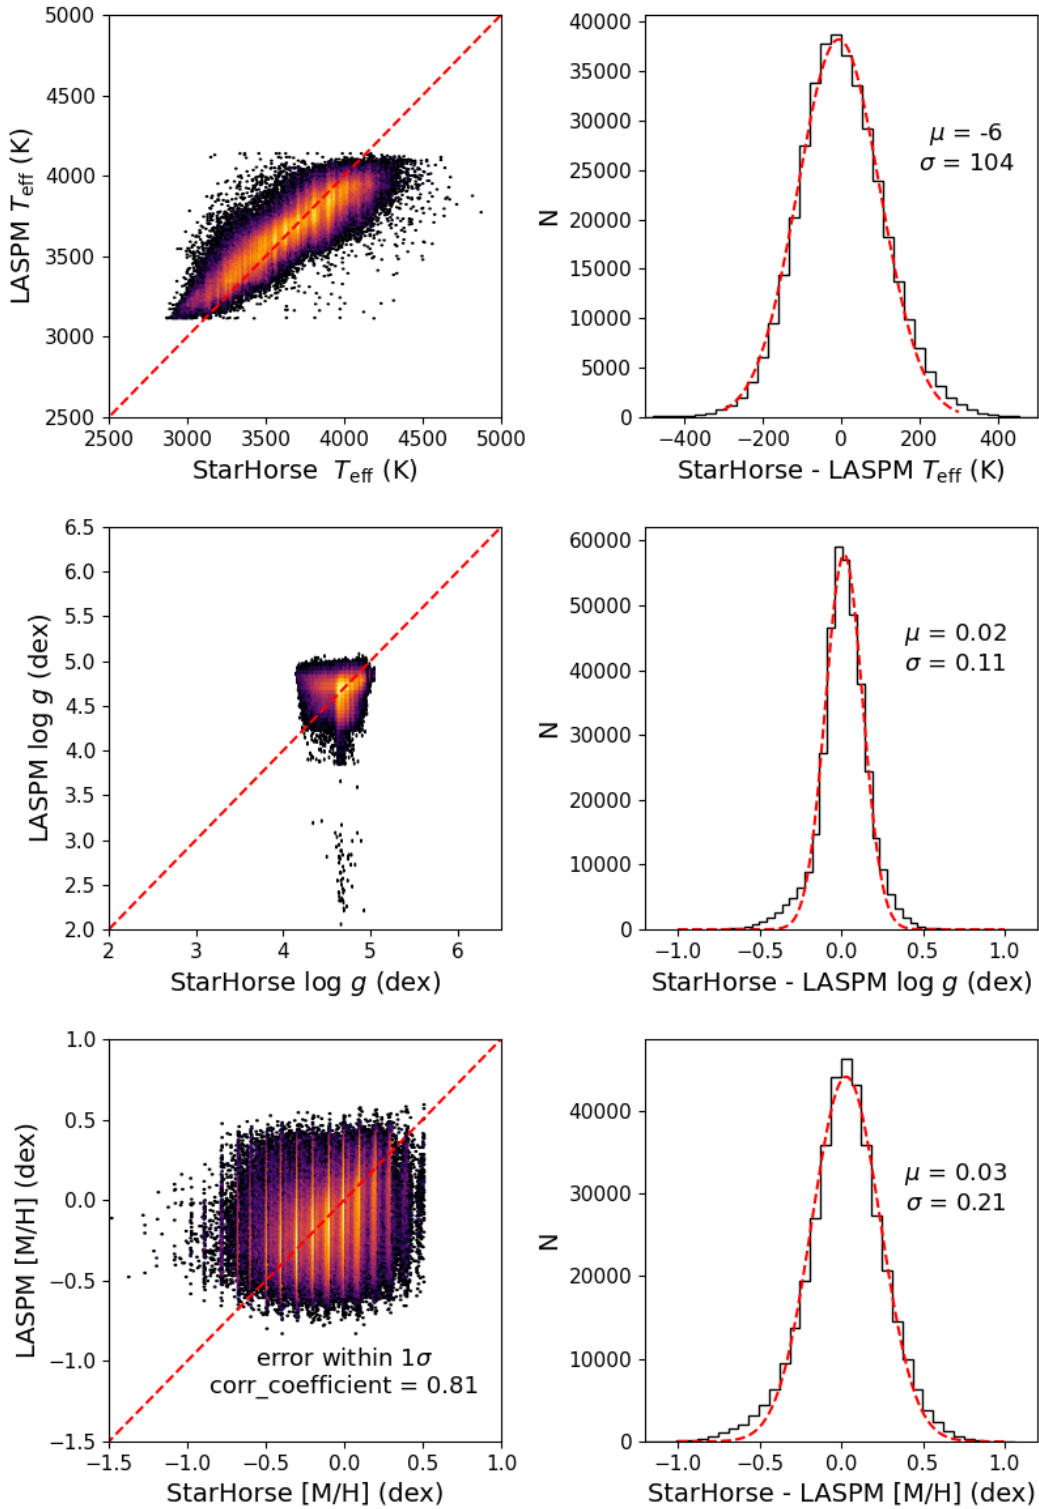 5000
4500
4000
3500
3000
2500
LASPM Teff (K)
2500 3000 3500 4000 4500 5000
StarHorse Teff (K)
40000
35000
30000
25000
20000
15000
10000
5000
0
N
μ = -6
σ = 104
−400 −200 0 200 400
StarHorse - LASPM Teff (K)
6.5
6.0
5.5
5.0
4.5
4.0
3.5
3.0
2.5
2.0
LASPM log g (dex)
2 3 4 5 6
StarHorse log g (dex)
60000
50000
40000
30000
20000
10000
0
N
μ = 0.02
σ = 0.11
−1.0 −0.5 0.0 0.5 1.0
StarHorse - LASPM log g (dex)
1.0
0.5
0.0
−0.5
−1.0
−1.5
LASPM [M/H] (dex)
error within 1σ
corr_coefficient = 0.81
−1.5 −1.0 −0.5 0.0 0.5 1.0
StarHorse [M/H] (dex)
40000
30000
20000
10000
0
N
μ = 0.03
σ = 0.21
−1.0 −0.5 0.0 0.5 1.0
StarHorse - LASPM [M/H] (dex)